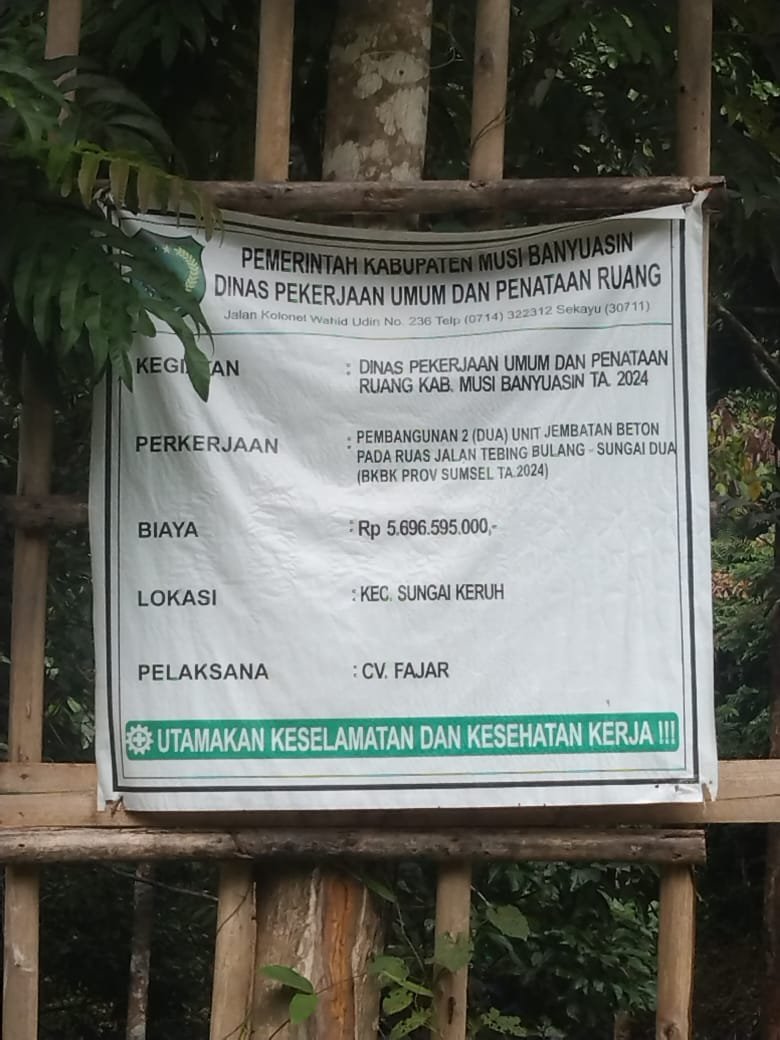 PEMERINTAH KABUPATEN MUSI BANYUASIN
DINAS PEKERJAAN UMUM DAN PENATAAN RUANG
Jalan Kolonel Wahid Udin No. 236 Telp (0714) 322312 Sekayu (30711)
KEGIATAN : DINAS PEKERJAAN UMUM DAN PENATAAN
RUANG KAB. MUSI BANYUASIN TA. 2024
PERKERJAAN : PEMBANGUNAN 2 (DUA) UNIT JEMBATAN BETON
PADA RUAS JALAN TEBING BULANG - SUNGAI DUA
(BKBK PROV SUMSEL TA.2024)
BIAYA : Rp 5.696.595.000,-
LOKASI : KEC. SUNGAI KERUH
PELAKSANA : CV. FAJAR
UTAMAKAN KESELAMATAN DAN KESEHATAN KERJA !!!